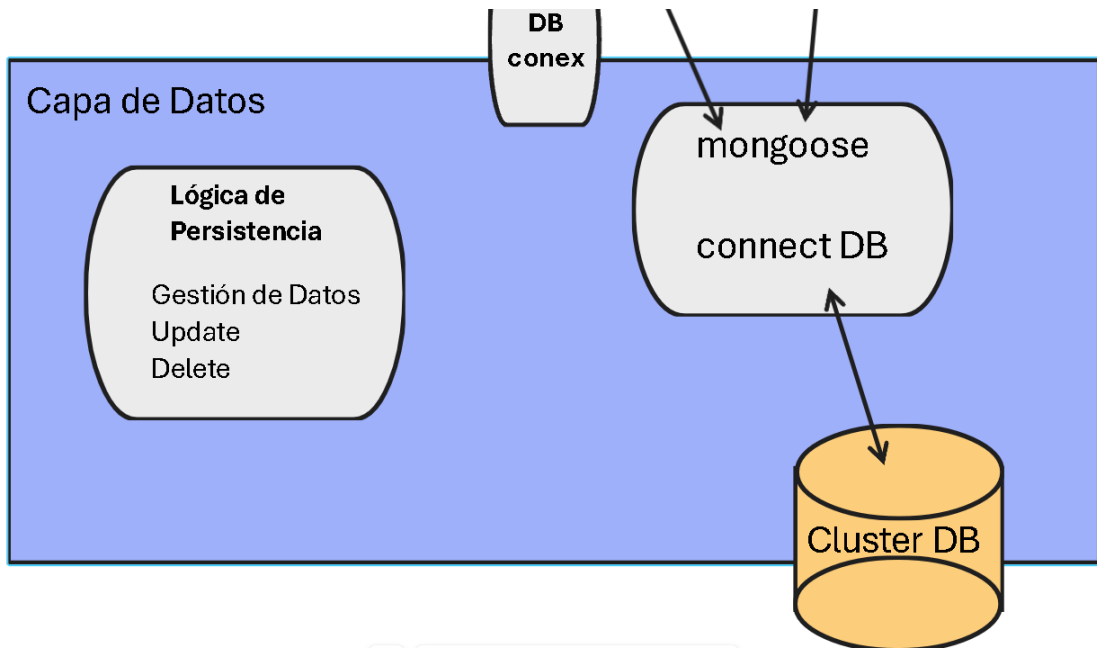 DB
conex
Capa de Datos
mongoose
connect DB
Lógica de
Persistencia
Gestión de Datos
Update
Delete
Cluster DB